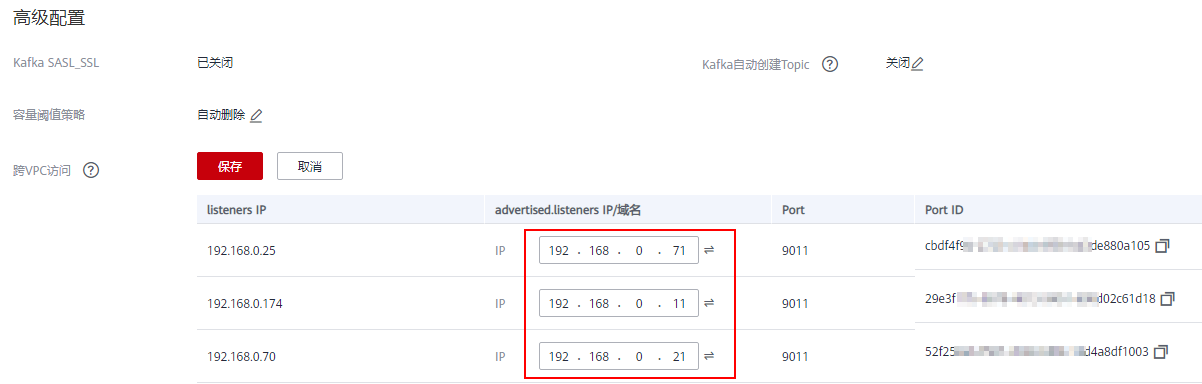 高级配置
Kafka SASL_SSL 已关闭 Kafka自动创建Topic ? 关闭
容量阈值策略 自动删除
跨VPC访问 ? 保存 取消
listeners IP advertised.listeners IP/域名 Port Port ID
192.168.0.25 IP 192 . 168 . 0 . 71 9011 cbdf4f9 de880a105
192.168.0.174 IP 192 . 168 . 0 . 11 9011 29e3f d02c61d18
192.168.0.70 IP 192 . 168 . 0 . 21 9011 52f25 d4a8df1003